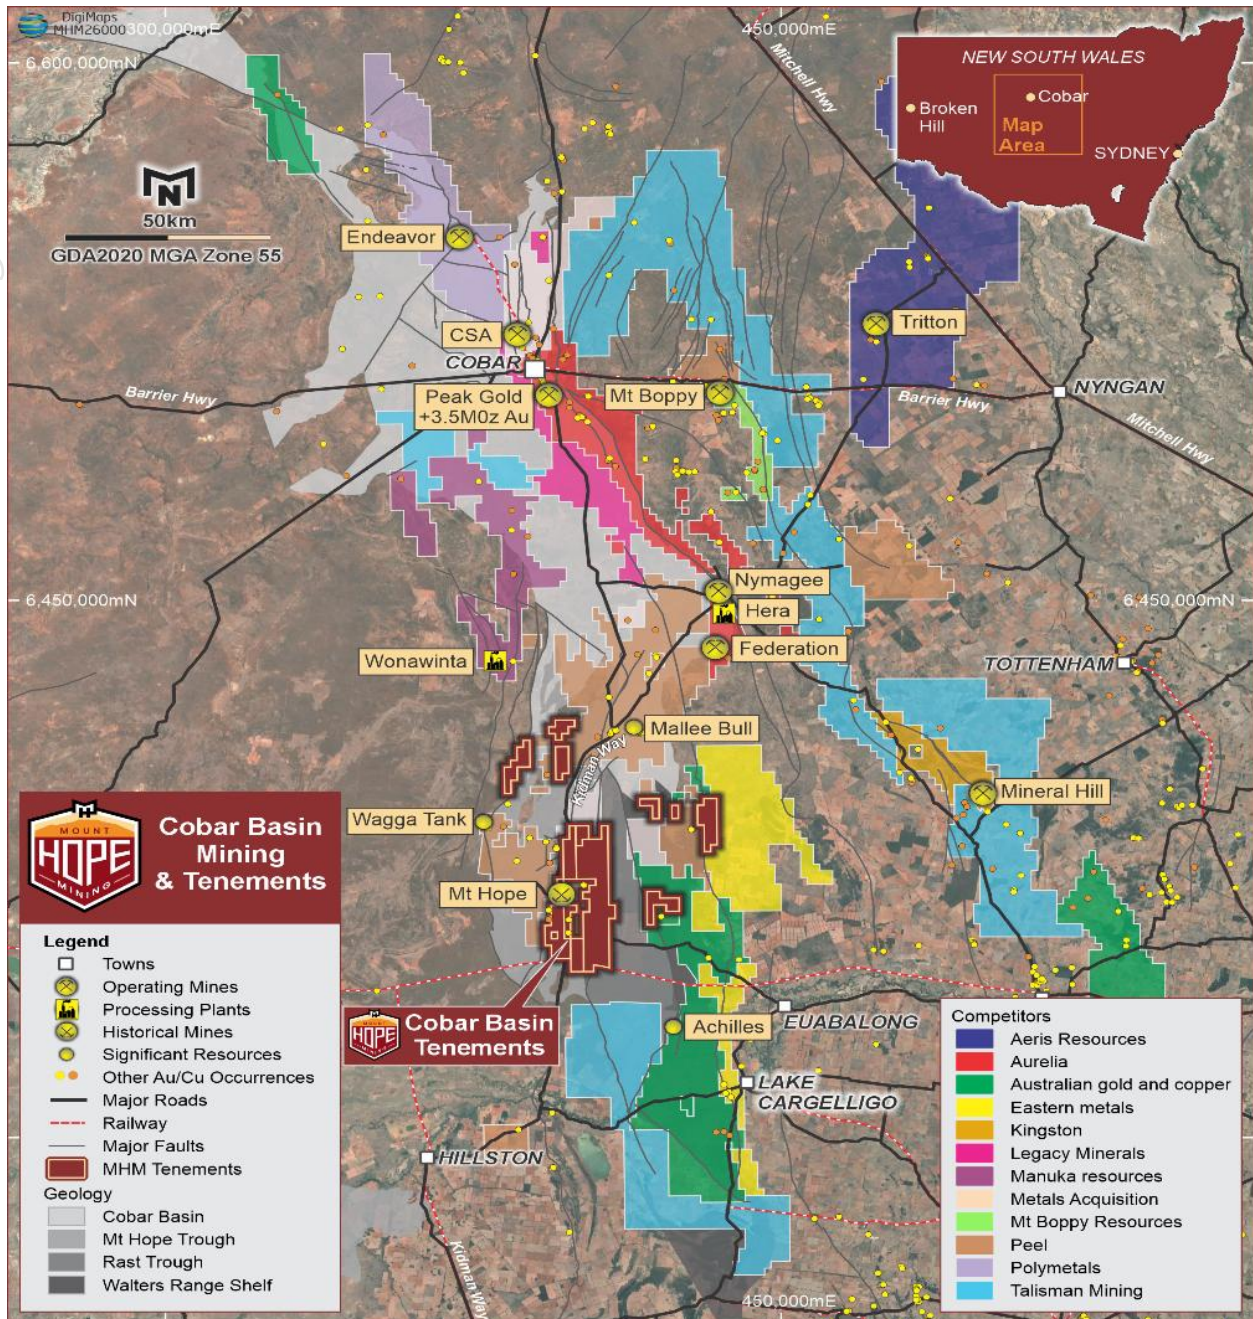 DigiMaps
MHM26000
300,000mE
450,000mE
6,600,000mN
Mitchell Hwy
NEW SOUTH WALES
Cobar
Broken
Hill
Map
Area
SYDNEY
N
50km
GDA2020 MGA Zone 55
Endeavor
CSA
COBAR
Tritton
Peak Gold
+3.5M0z Au
Mt Boppy
NYNGAN
Barrier Hwy
Barrier Hwy
Mitchell Hwy
Nymagee
6,450,000mN
Hera
6,450,000mN
Federation
Wonawinta
TOTTENHAM
Mallee Bull
Kidman Way
Mineral Hill
Wagga Tank
Mt Hope
MOUNT
HOPE
MINING
Cobar Basin
Mining
& Tenements
Legend
Towns
Operating Mines
Processing Plants
Historical Mines
Significant Resources
Other Au/Cu Occurrences
Major Roads
Railway
Major Faults
MHM Tenements
Geology
Cobar Basin
Mt Hope Trough
Rast Trough
Walters Range Shelf
MOUNT
HOPE
MINING
Cobar Basin
Tenements
Achilles
EUABALONG
LAKE
CARGELLIGO
HILLSTON
Kidman Way
450,000mE
Competitors
Aeris Resources
Aurelia
Australian gold and copper
Eastern metals
Kingston
Legacy Minerals
Manuka resources
Metals Acquisition
Mt Boppy Resources
Peel
Polymetals
Talisman Mining